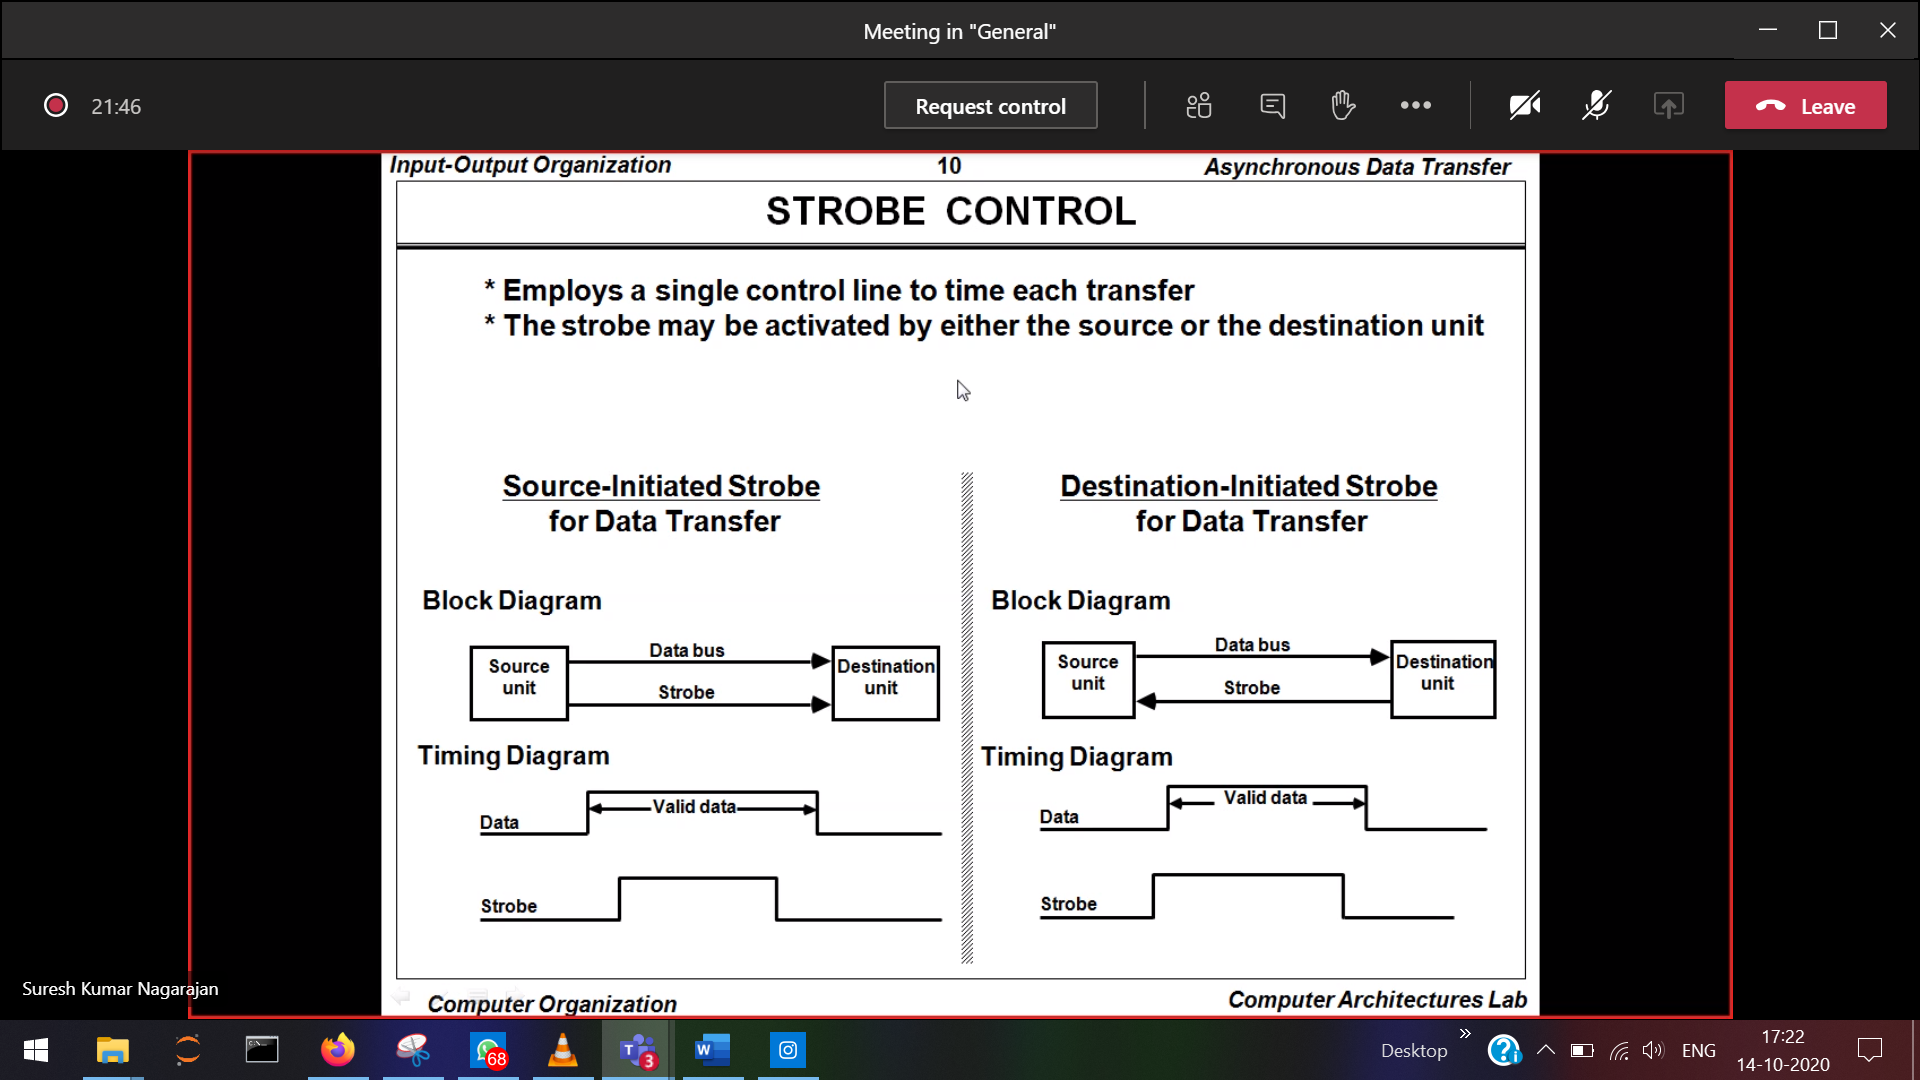 Meeting in "General"
21:46
Request control
Leave
Input-Output Organization 10 Asynchronous Data Transfer
STROBE CONTROL
* Employs a single control line to time each transfer
* The strobe may be activated by either the source or the destination unit
Source-Initiated Strobe
for Data Transfer
Block Diagram
Data bus
Source
unit
Strobe
Destination
unit
Timing Diagram
Valid data
Data
Strobe
Destination-Initiated Strobe
for Data Transfer
Block Diagram
Data bus
Source
unit
Strobe
Destination
unit
Timing Diagram
Valid data
Data
Strobe
Suresh Kumar Nagarajan
Computer Organization Computer Architectures Lab
68
T
3
W
Desktop
»
?
i
ENG
17:22
14-10-2020